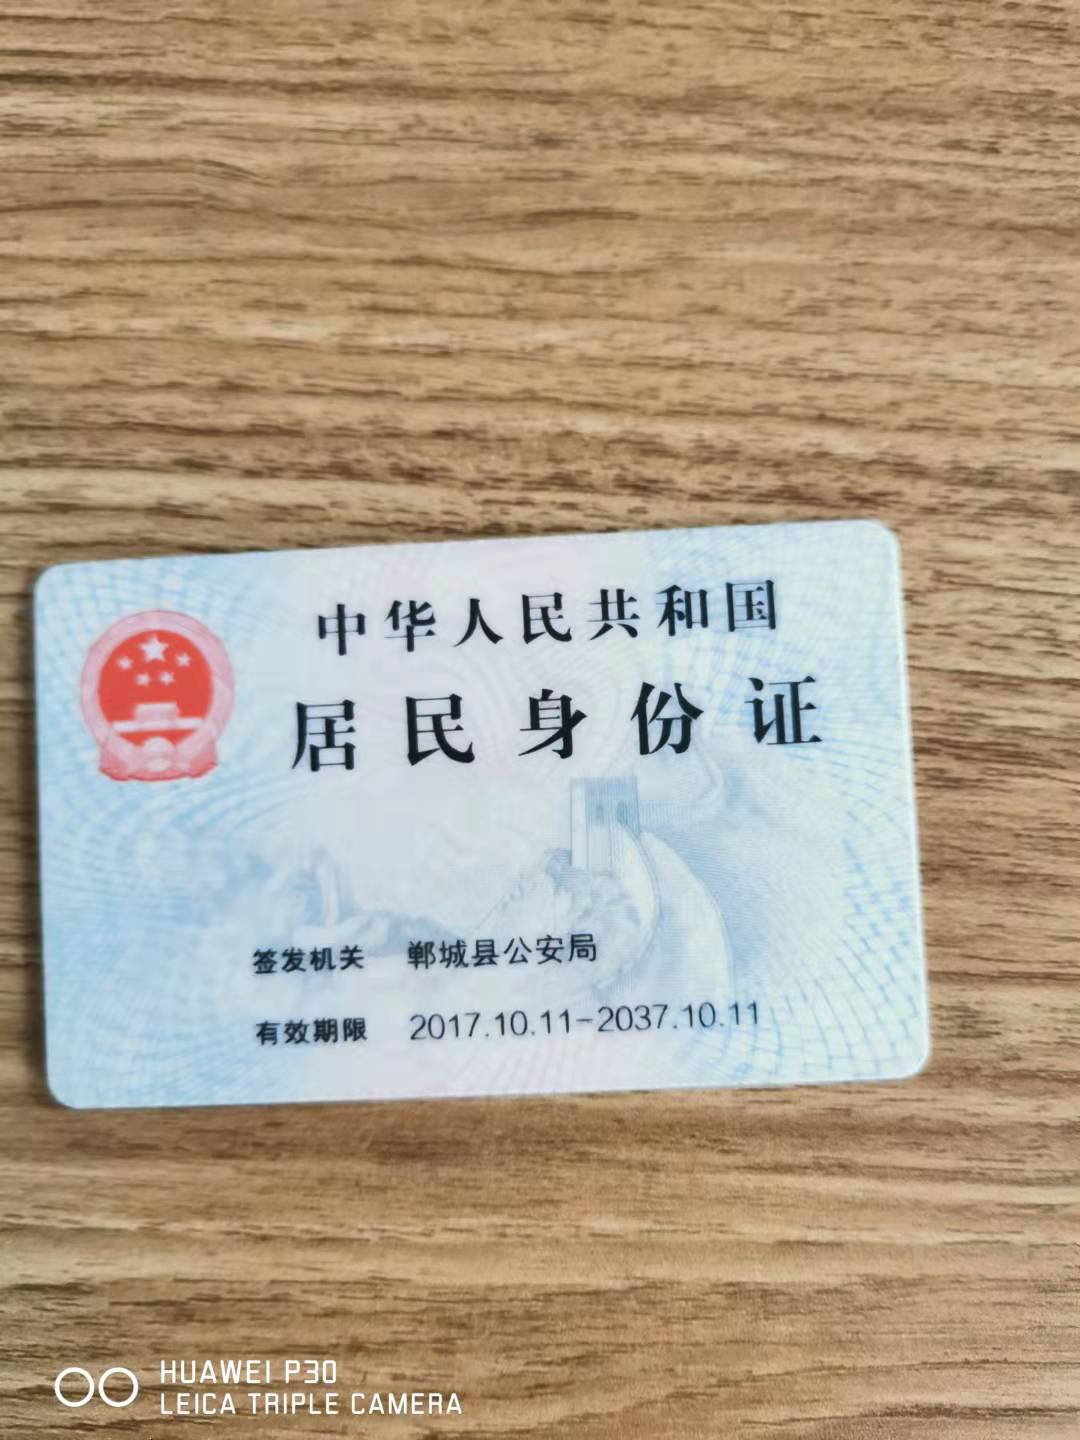 中华人民共和国
居民身份证
签发机关 郸城县公安局
有效期限 2017.10.11-2037.10.11
HUAWEI P30
LEICA TRIPLE CAMERA